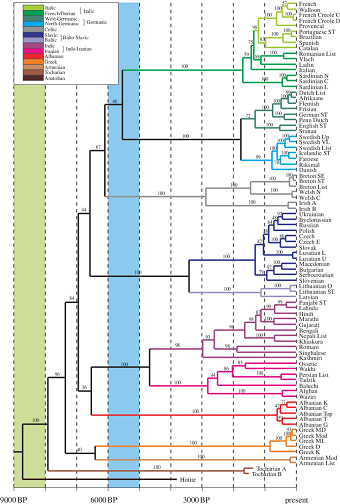 Italic
French/Iberian
Italic
West Germanic
North Germanic
Germanic
Celtic
Slavic
Baltic
Balto-Slavic
Indic
Iranian
Indo-Iranian
Albanian
Greek
Armenian
Tocharian
Anatolian
French
Walloon
French Creole C
French Creole D
Provencal
Portuguese ST
Brazilian
Spanish
Catalan
Romanian List
Vlach
Ladin
Italian
Sardinian N
Sardinian C
Sardinian L
Dutch List
Afrikaans
Flemish
Frisian
German ST
Penn Dutch
English ST
Sranan
Swedish Up
Swedish VL
Swedish List
Icelandic ST
Faroese
Riksmal
Danish
Breton SE
Breton ST
Breton List
Welsh N
Welsh C
Irish A
Irish B
Ukrainian
Byelorussian
Russian
Polish
Czech
Czech E
Slovak
Lusatian L
Lusatian U
Macedonian
Bulgarian
Serbocroatian
Slovenian
Lithuanian O
Lithuanian ST
Latvian
Panjabi ST
Lahnda
Hindi
Marathi
Gujarati
Bengali
Nepali List
Khaskura
Romani
Singhalese
Kashmiri
Ossetic
Wakhi
Persian List
Tadzik
Baluchi
Afghan
Waziri
Albanian K
Albanian C
Albanian Top
Albanian T
Albanian G
Greek MD
Greek Mod
Greek ML
Greek D
Greek K
Armenian Mod
Armenian List
Tocharian A
Tocharian B
Hittite
9000 BP
6000 BP
3000 BP
present